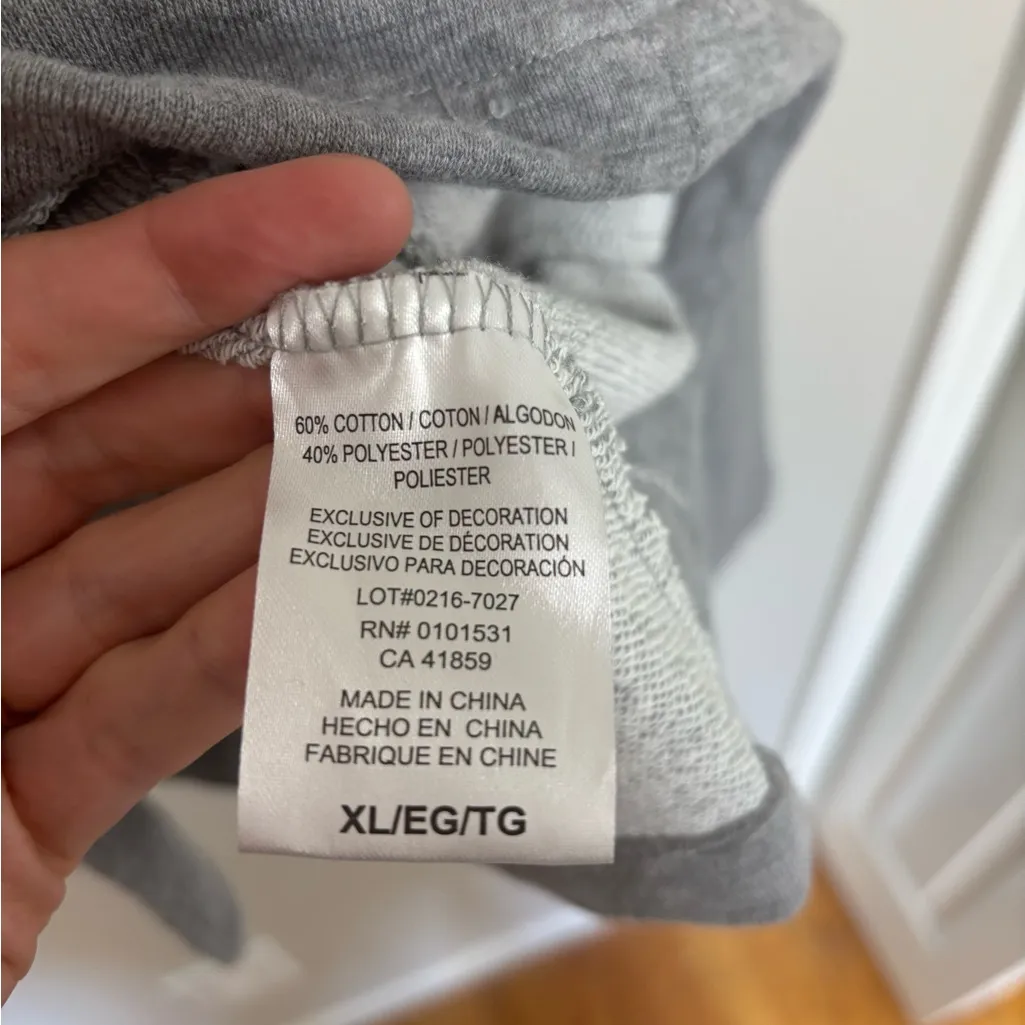 60% COTTON / COTON / ALGODON
40% POLYESTER / POLYESTER /
POLIESTER
EXCLUSIVE OF DECORATION
EXCLUSIVE DE DÉCORATION
EXCLUSIVO PARA DECORACIÓN
LOT#0216-7027
RN# 0101531
CA 41859
MADE IN CHINA
HECHO EN CHINA
FABRIQUE EN CHINE
XL/EG/TG